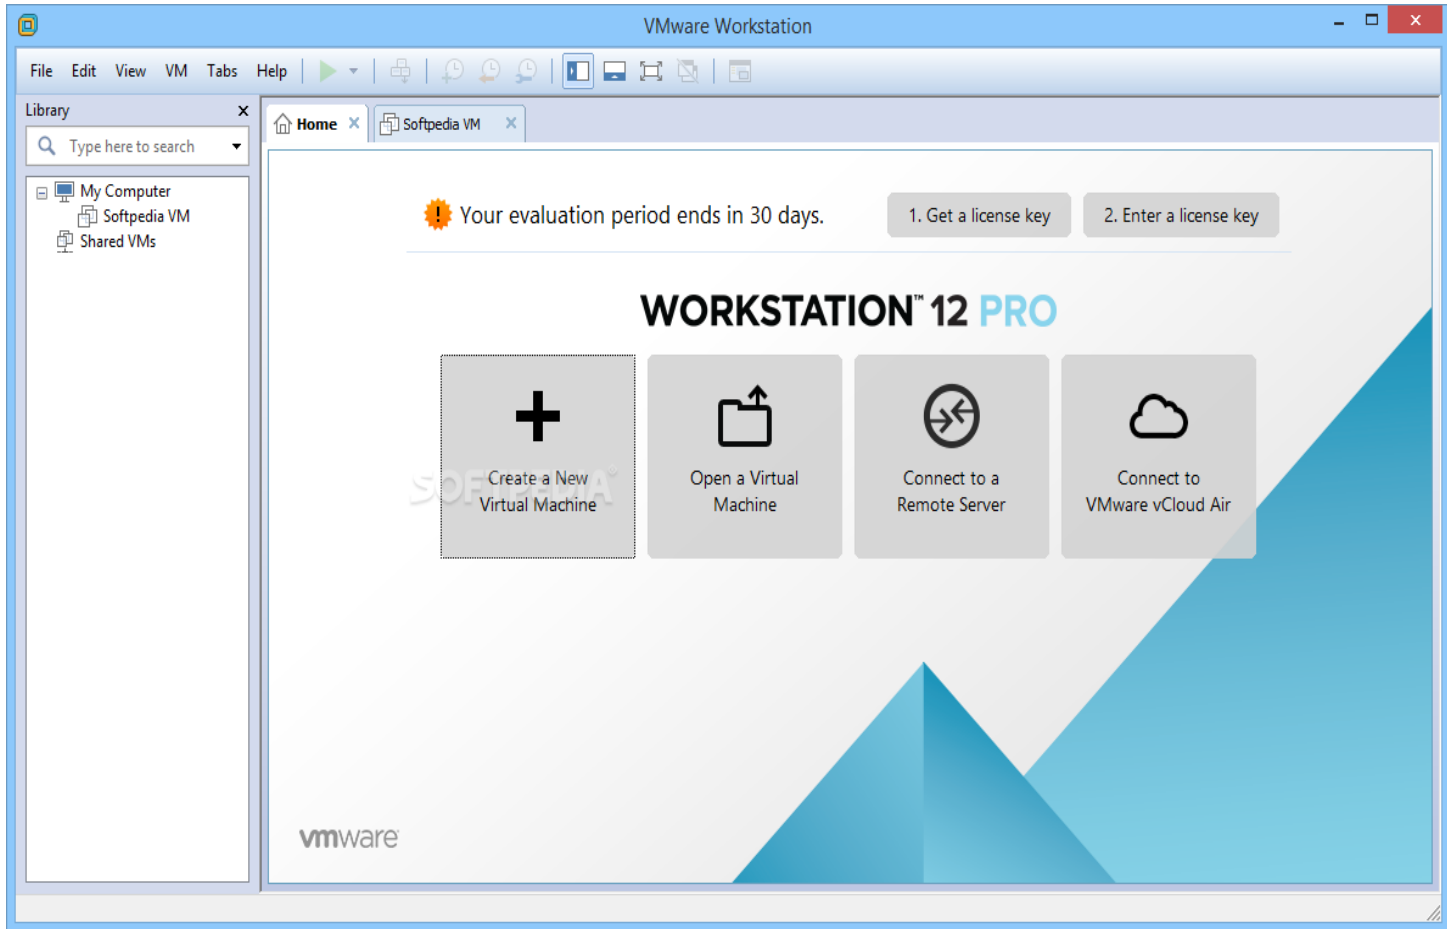 VMware Workstation
File Edit View VM Tabs Help
Library
Type here to search
My Computer
Softpedia VM
Shared VMs
Home
Softpedia VM
Your evaluation period ends in 30 days.
1. Get a license key
2. Enter a license key
WORKSTATION™ 12 PRO
Create a New
Virtual Machine
Open a Virtual
Machine
Connect to a
Remote Server
Connect to
VMware vCloud Air
SOFTPEDIA®
vmware